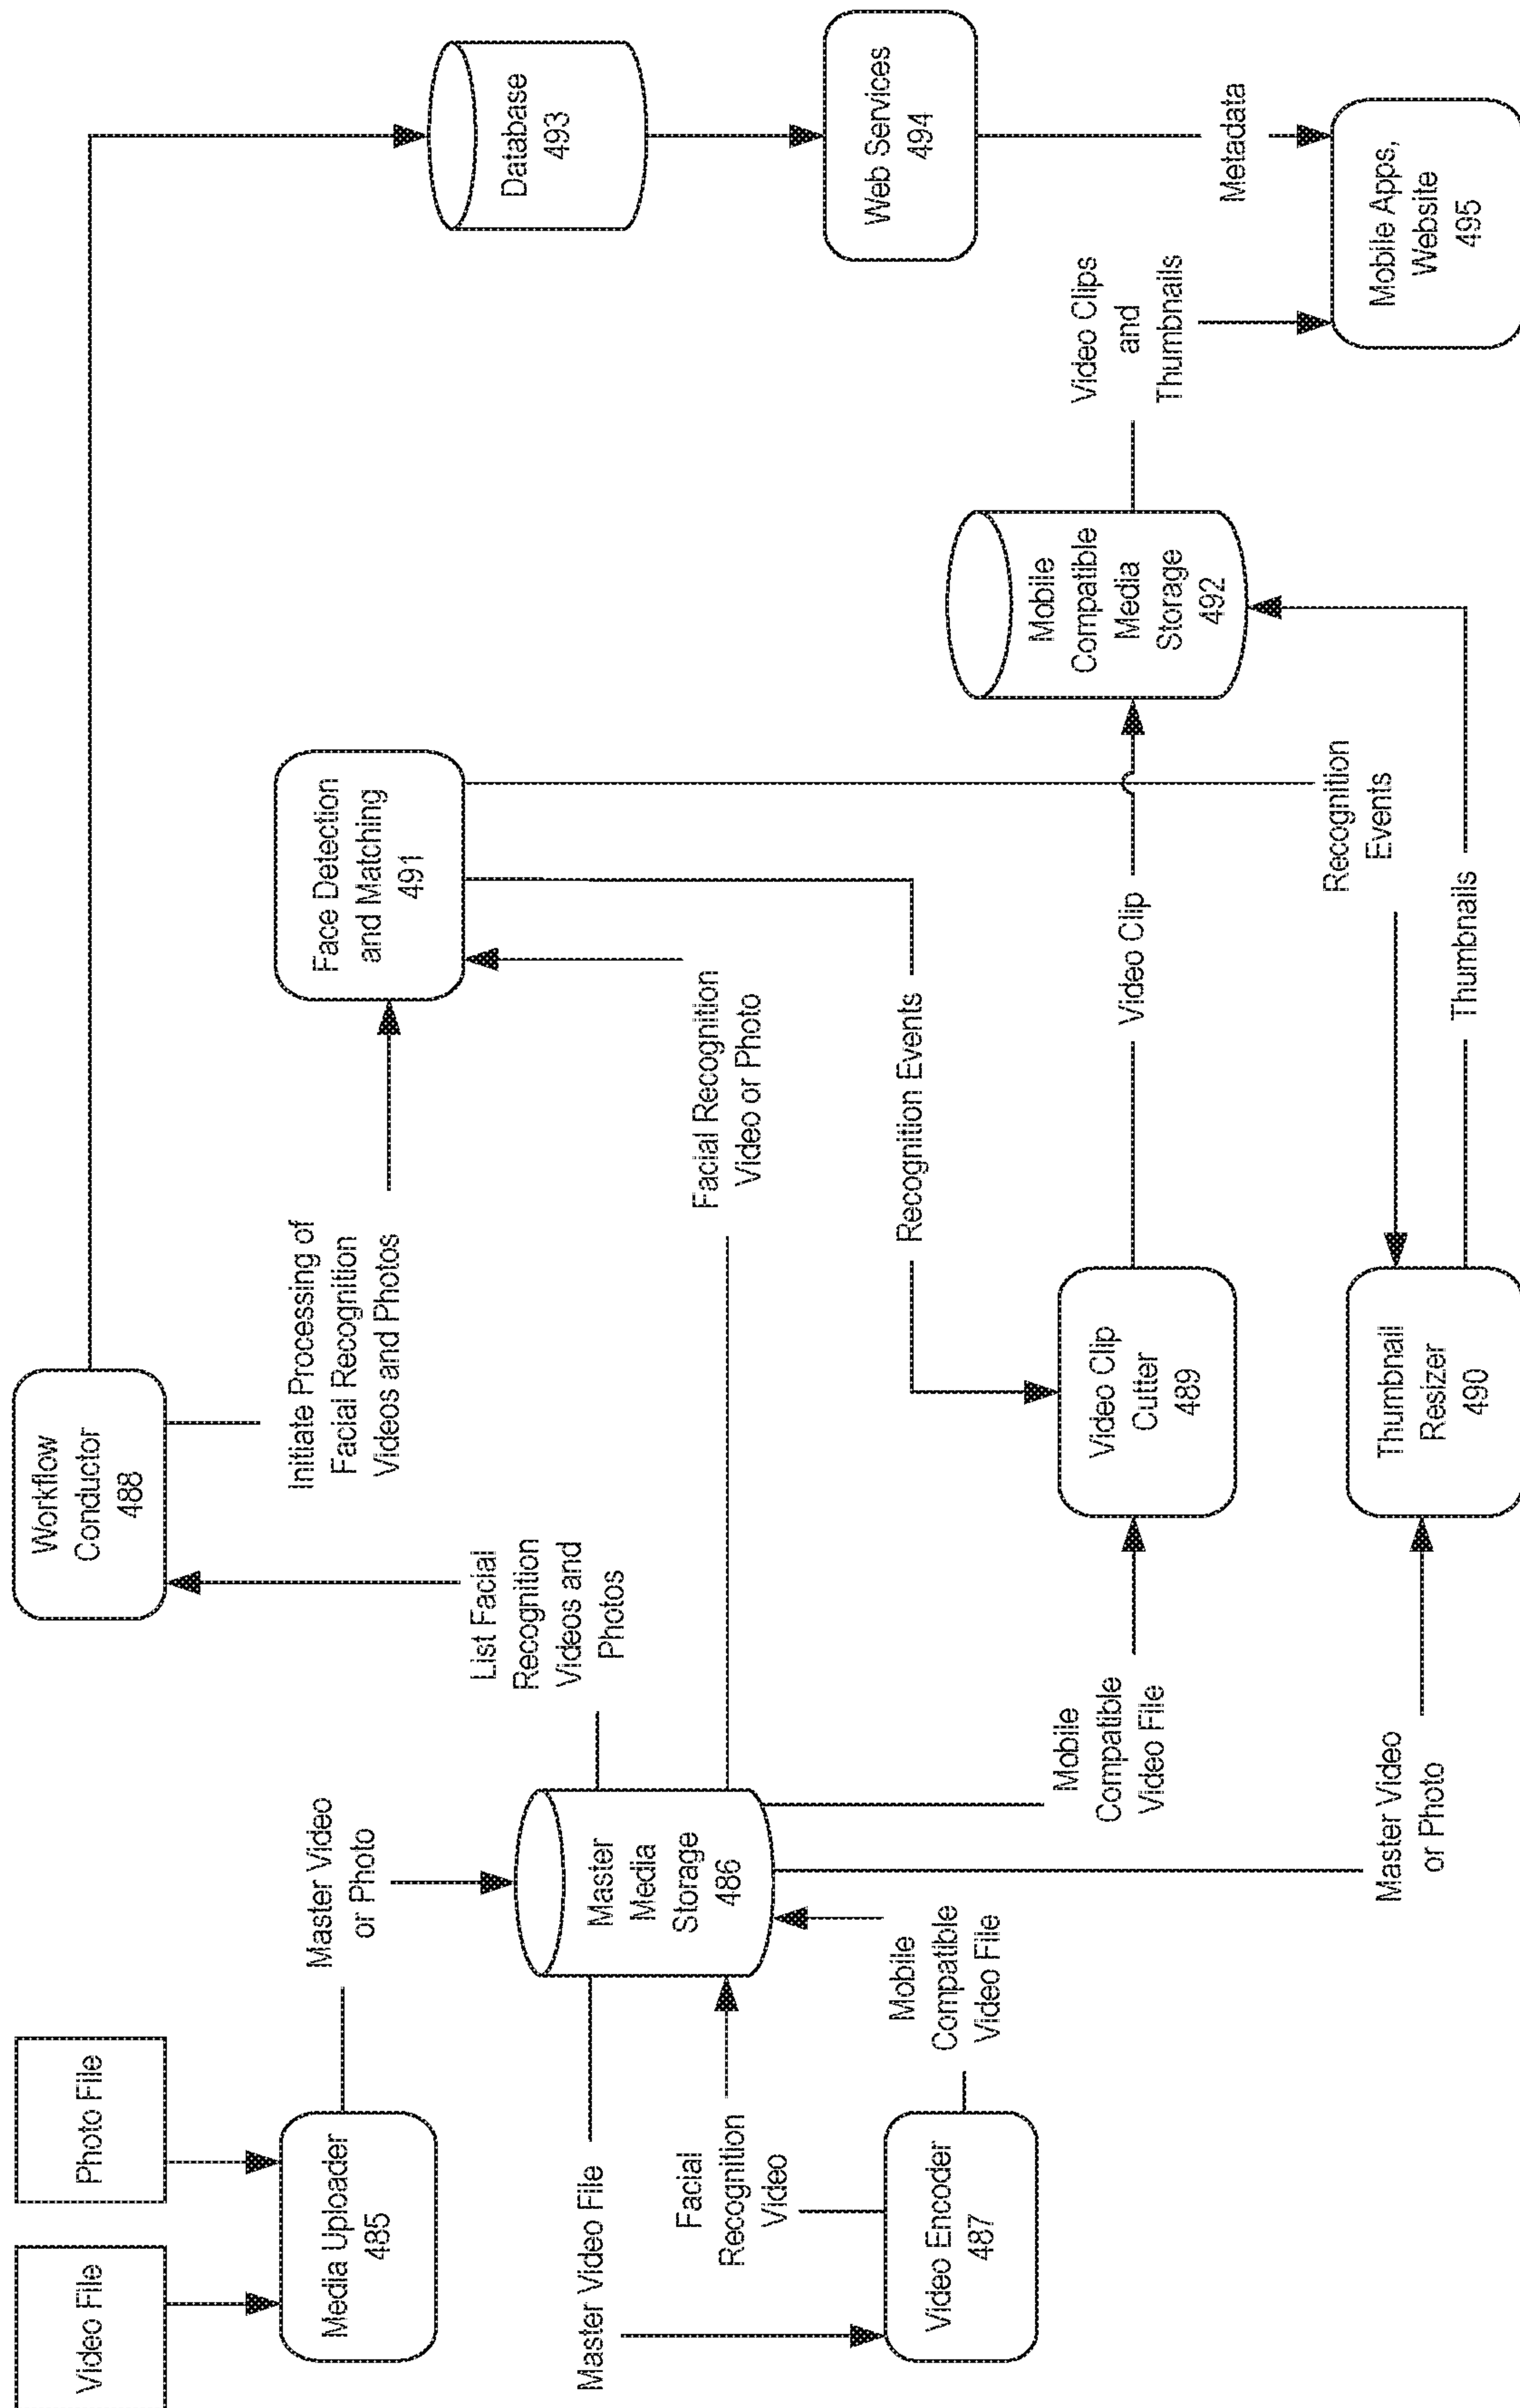 Video File
Photo File
Media Uploader
485
Master Video
or Photo
Master Video File
Facial
Recognition
Video
Video Encoder
487
Mobile
Compatible
Video File
Master
Media
Storage
486
List Facial
Recognition
Videos and
Photos
Workflow
Conductor
488
Initiate Processing of
Facial Recognition
Videos and Photos
Face Detection
and Matching
491
Facial Recognition
Video or Photo
Recognition Events
Mobile
Compatible
Video File
Video Clip
Cutter
489
Video Clip
Master Video
or Photo
Thumbnail
Resizer
490
Recognition
Events
Thumbnails
Mobile
Compatible
Media
Storage
492
Video Clips
and
Thumbnails
Database
493
Web Services
494
Metadata
Mobile Apps,
Website
495